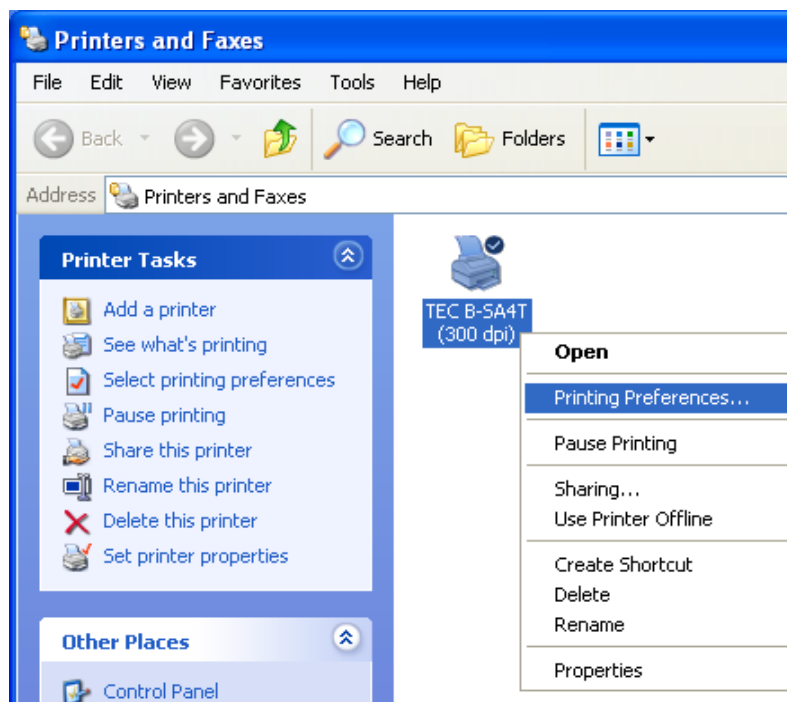 Printers and Faxes
File Edit View Favorites Tools Help
Back Search Folders
Address Printers and Faxes
Printer Tasks
Add a printer
See what's printing
Select printing preferences
Pause printing
Share this printer
Rename this printer
Delete this printer
Set printer properties
Other Places
Control Panel
TEC B-SA4T
(300 dpi)
Open
Printing Preferences...
Pause Printing
Sharing...
Use Printer Offline
Create Shortcut
Delete
Rename
Properties